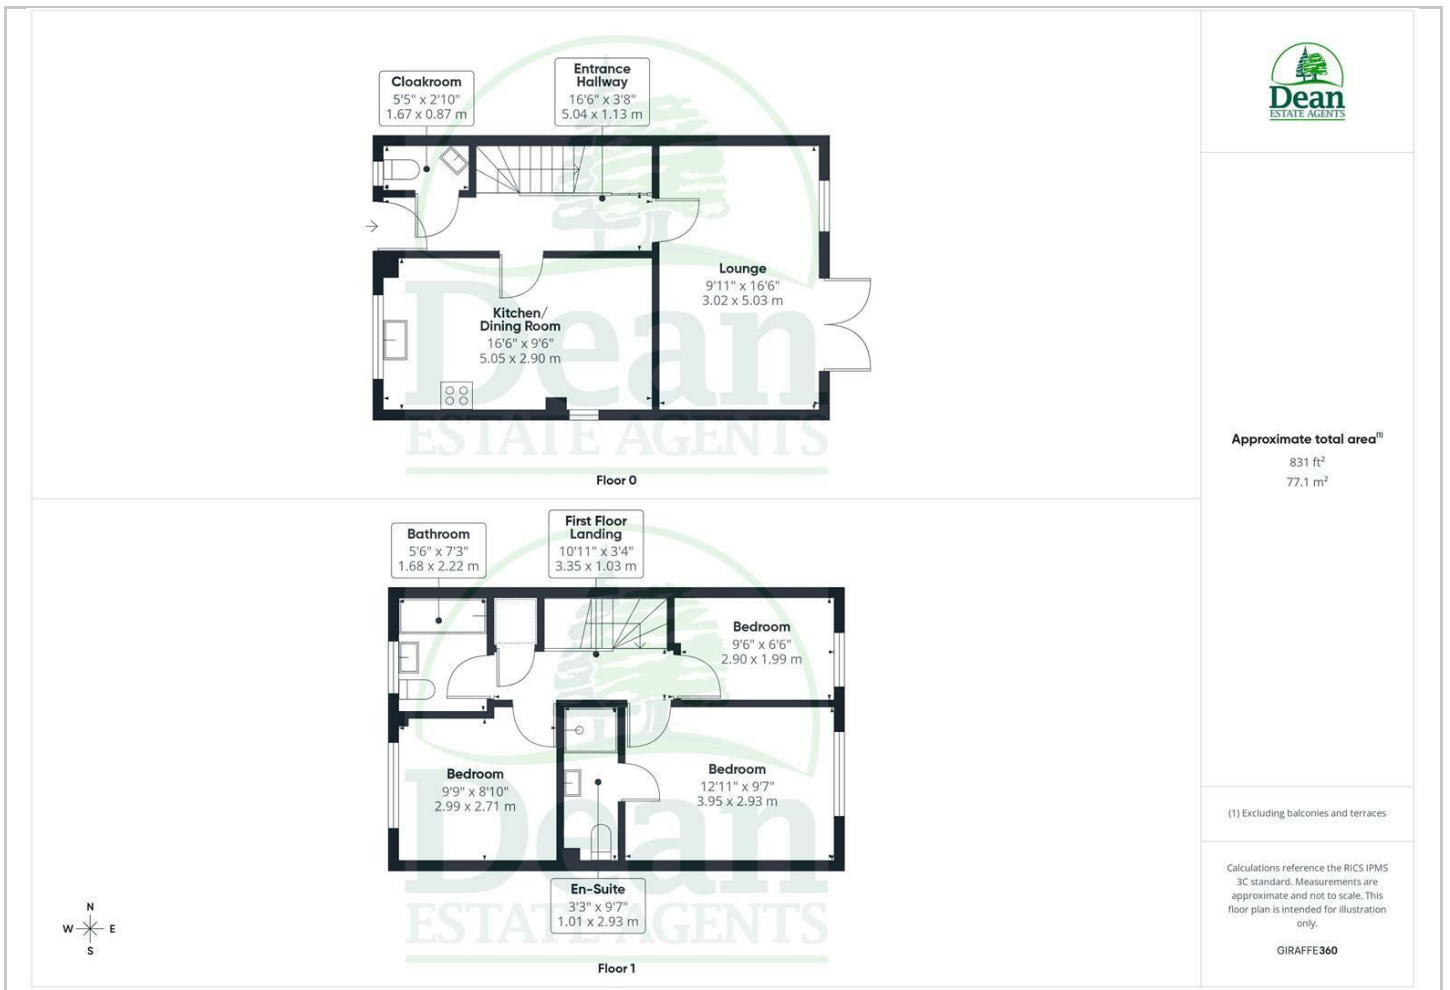 Cloakroom
5'5" x 2'10"
1.67 x 0.87 m
Entrance
Hallway
16'6" x 3'8"
5.04 x 1.13 m
Lounge
9'11" x 16'6"
3.02 x 5.03 m
Kitchen/
Dining Room
16'6" x 9'6"
5.05 x 2.90 m
Dean
ESTATE AGENTS
Floor 0
Bathroom
5'6" x 7'3"
1.68 x 2.22 m
First Floor
Landing
10'11" x 3'4"
3.35 x 1.03 m
Bedroom
9'6" x 6'6"
2.90 x 1.99 m
Bedroom
9'9" x 8'10"
2.99 x 2.71 m
Bedroom
12'11" x 9'7"
3.95 x 2.93 m
En-Suite
3'3" x 9'7"
1.01 x 2.93 m
Dean
ESTATE AGENTS
Floor 1
N
W E
S
Dean
ESTATE AGENTS
Approximate total area(1)
831 ft²
77.1 m²
(1) Excluding balconies and terraces
Calculations reference the RICS IPMS
3C standard. Measurements are
approximate and not to scale. This
floor plan is intended for illustration
only.
GIRAFFE360